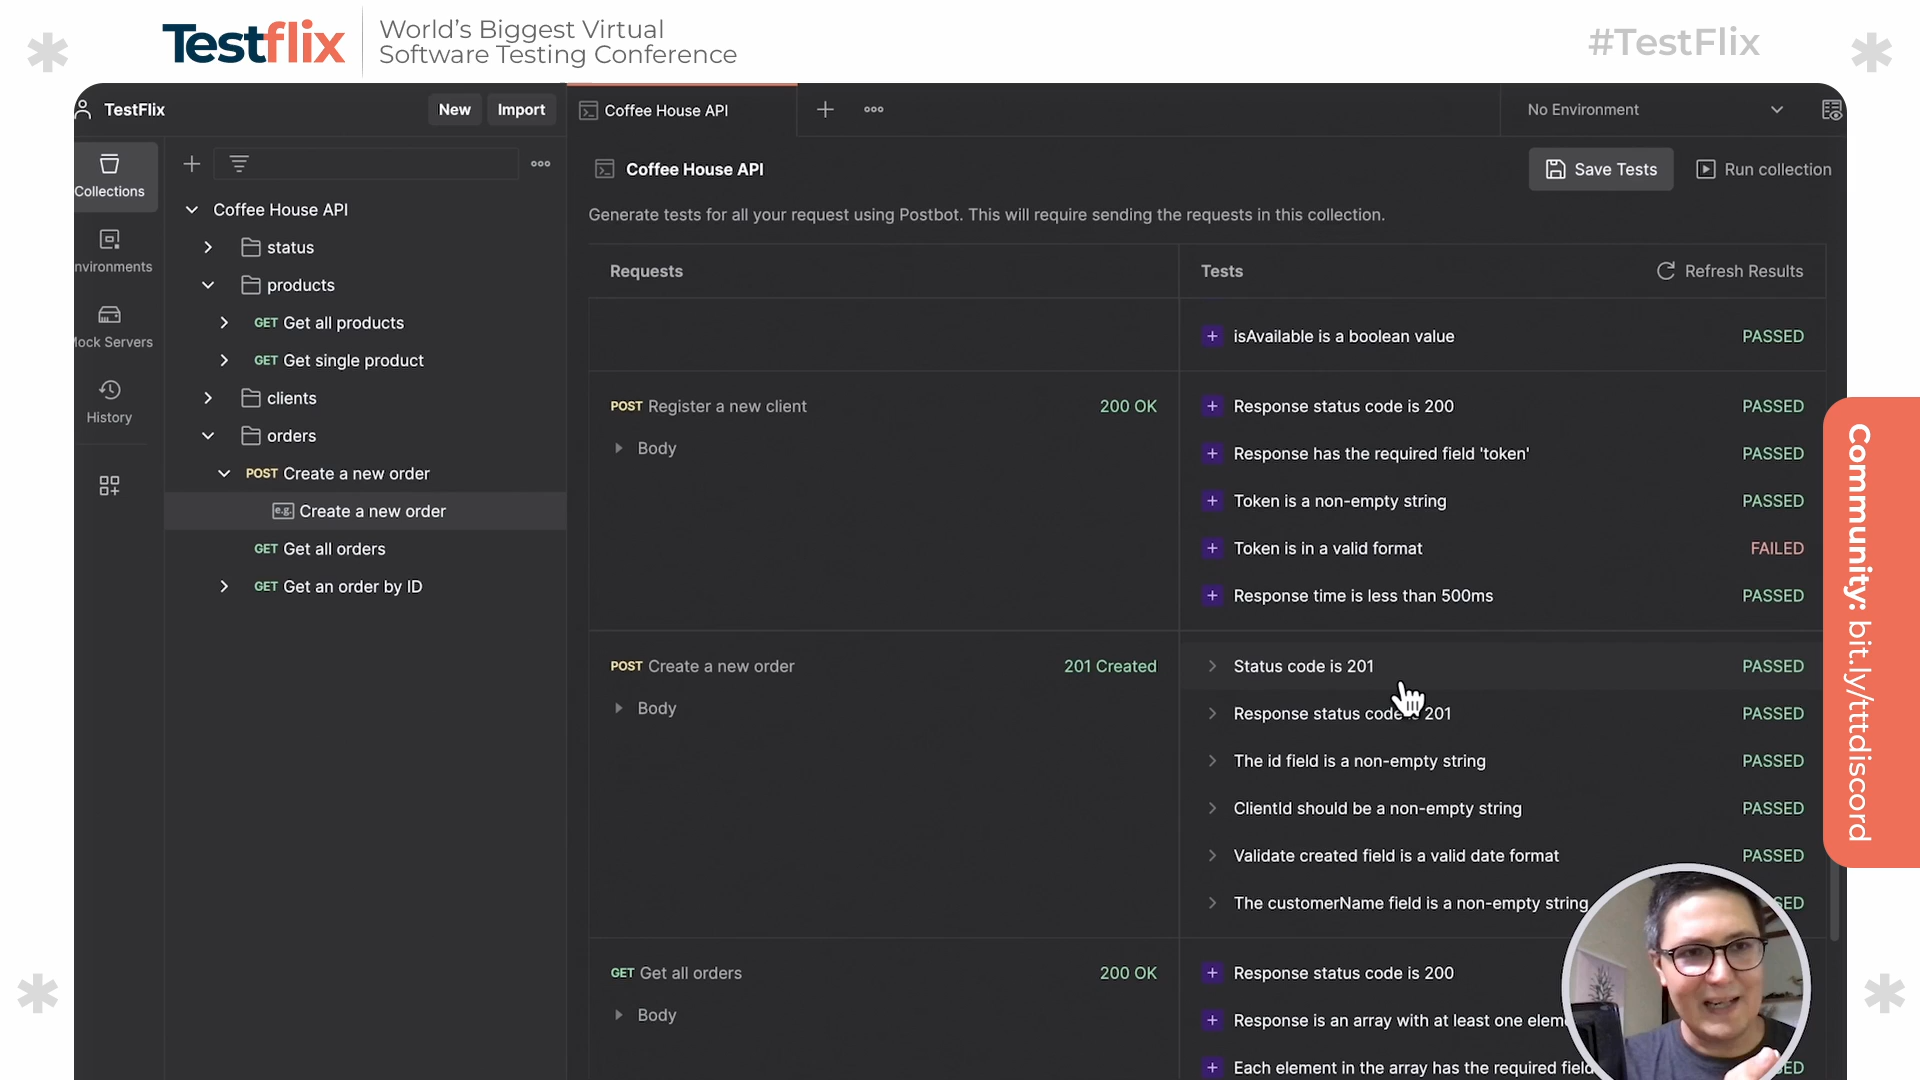 Testflix
World's Biggest Virtual
Software Testing Conference
#TestFlix
TestFlix
New
Import
Coffee House API
No Environment
Collections
Coffee House API
Save Tests
Run collection
Generate tests for all your request using Postbot. This will require sending the requests in this collection.
Coffee House API
status
products
GET Get all products
GET Get single product
clients
orders
POST Create a new order
e.g. Create a new order
GET Get all orders
GET Get an order by ID
nvironments
Mock Servers
History
Requests
Tests
Refresh Results
isAvailable is a boolean value PASSED
POST Register a new client 200 OK
Body
Response status code is 200 PASSED
Response has the required field 'token' PASSED
Token is a non-empty string PASSED
Token is in a valid format FAILED
Response time is less than 500ms PASSED
POST Create a new order 201 Created
Body
Status code is 201 PASSED
Response status code 201 PASSED
The id field is a non-empty string PASSED
ClientId should be a non-empty string PASSED
Validate created field is a valid date format PASSED
The customerName field is a non-empty string SED
GET Get all orders 200 OK
Body
Response status code is 200
Response is an array with at least one elem
Each element in the array has the required field ED
Community: bit.ly/tttdiscord